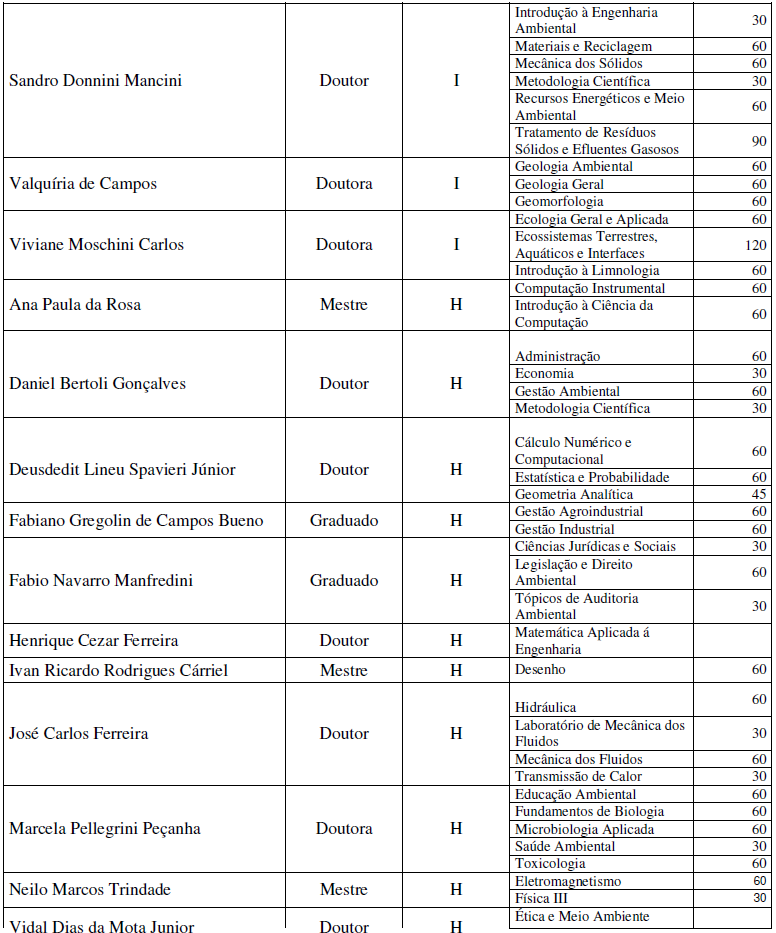 Sandro Donnini Mancini Doutor I
Introdução à Engenharia
Ambiental 30
Materiais e Reciclagem 60
Mecânica dos Sólidos 60
Metodologia Científica 30
Recursos Energéticos e Meio
Ambiental 60
Tratamento de Resíduos
Sólidos e Efluentes Gasosos 90
Valquíria de Campos Doutora I
Geologia Ambiental 60
Geologia Geral 60
Geomorfologia 60
Viviane Moschini Carlos Doutora I
Ecologia Geral e Aplicada 60
Ecossistemas Terrestres,
Aquáticos e Interfaces 120
Introdução à Limnologia 60
Ana Paula da Rosa Mestre H
Computação Instrumental 60
Introdução à Ciência da
Computação 60
Daniel Bertoli Gonçalves Doutor H
Administração 60
Economia 30
Gestão Ambiental 60
Metodologia Científica 30
Deusdedit Lineu Spavieri Júnior Doutor H
Cálculo Numérico e
Computacional 60
Estatística e Probabilidade 60
Geometria Analítica 45
Fabiano Gregolin de Campos Bueno Graduado H
Gestão Agroindustrial 60
Gestão Industrial 60
Fabio Navarro Manfredini Graduado H
Ciências Jurídicas e Sociais 30
Legislação e Direito
Ambiental 60
Tópicos de Auditoria
Ambiental 30
Henrique Cezar Ferreira Doutor H
Matemática Aplicada á
Engenharia
Ivan Ricardo Rodrigues Cárriel Mestre H
Desenho 60
José Carlos Ferreira Doutor H
Hidráulica 60
Laboratório de Mecânica dos
Fluidos 30
Mecânica dos Fluidos 60
Transmissão de Calor 30
Marcela Pellegrini Peçanha Doutora H
Educação Ambiental 60
Fundamentos de Biologia 60
Microbiologia Aplicada 60
Saúde Ambiental 30
Toxicologia 60
Neilo Marcos Trindade Mestre H
Eletromagnetismo 60
Física III 30
Vidal Dias da Mota Junior Doutor H
Ética e Meio Ambiente